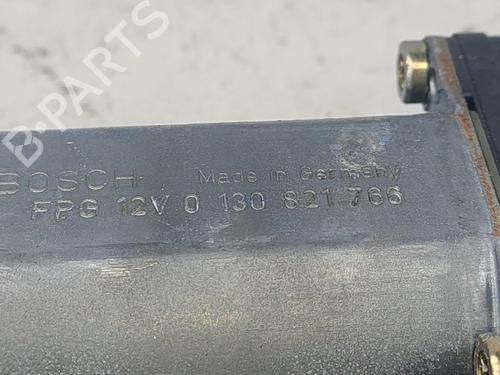 B-PARTS
BOSCH Made in Germany
FPG 12V 0 130 821 766